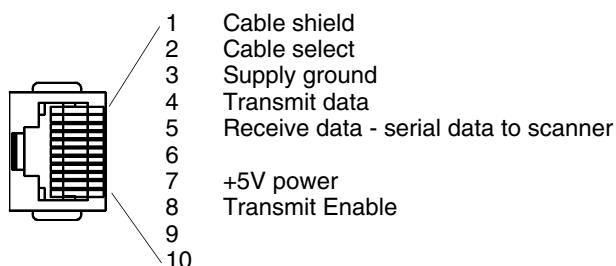 1 Cable shield
2 Cable select
3 Supply ground
4 Transmit data
5 Receive data - serial data to scanner
6
7 +5V power
8 Transmit Enable
9
10